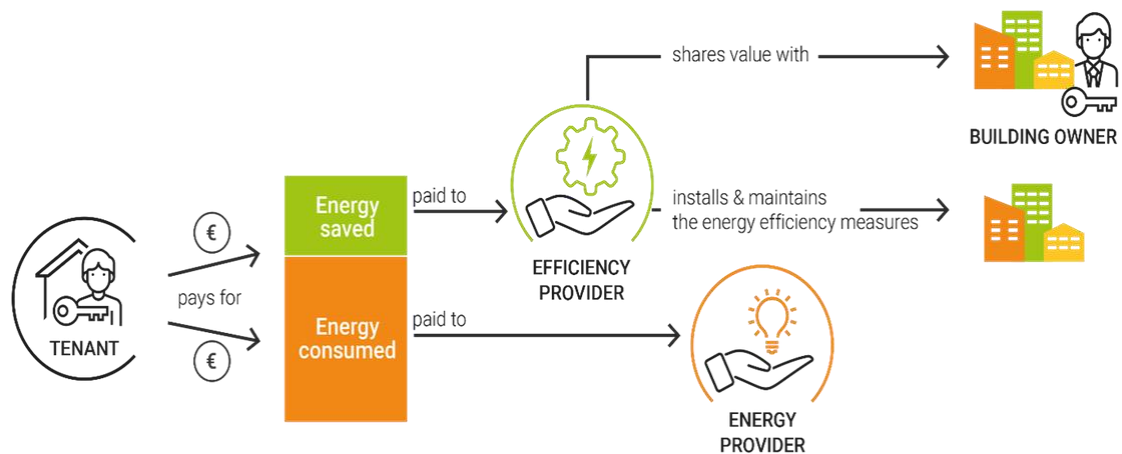 shares value with
BUILDING OWNER
Energy
saved
paid to
installs & maintains
the energy efficiency measures
EFFICIENCY
PROVIDER
€
pays for
€
TENANT
Energy
consumed
paid to
ENERGY
PROVIDER